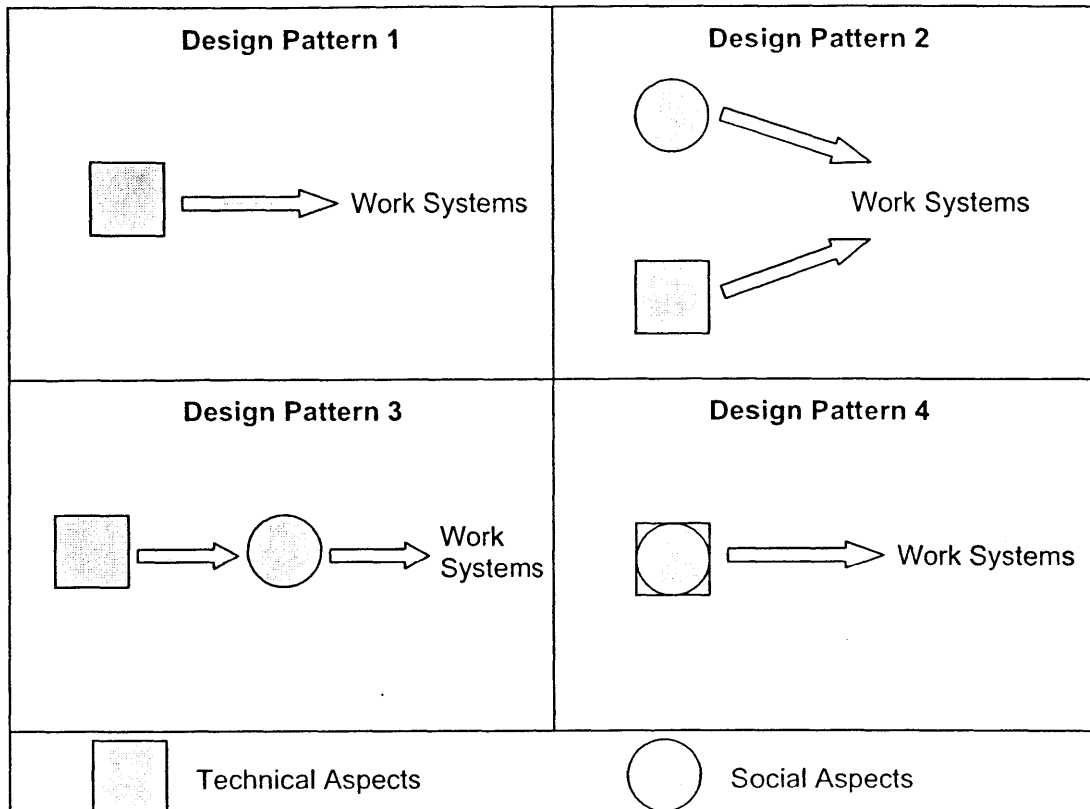 Design Pattern 1
Work Systems
Design Pattern 2
Work Systems
Design Pattern 3
Work
Systems
Design Pattern 4
Work Systems
Technical Aspects
Social Aspects